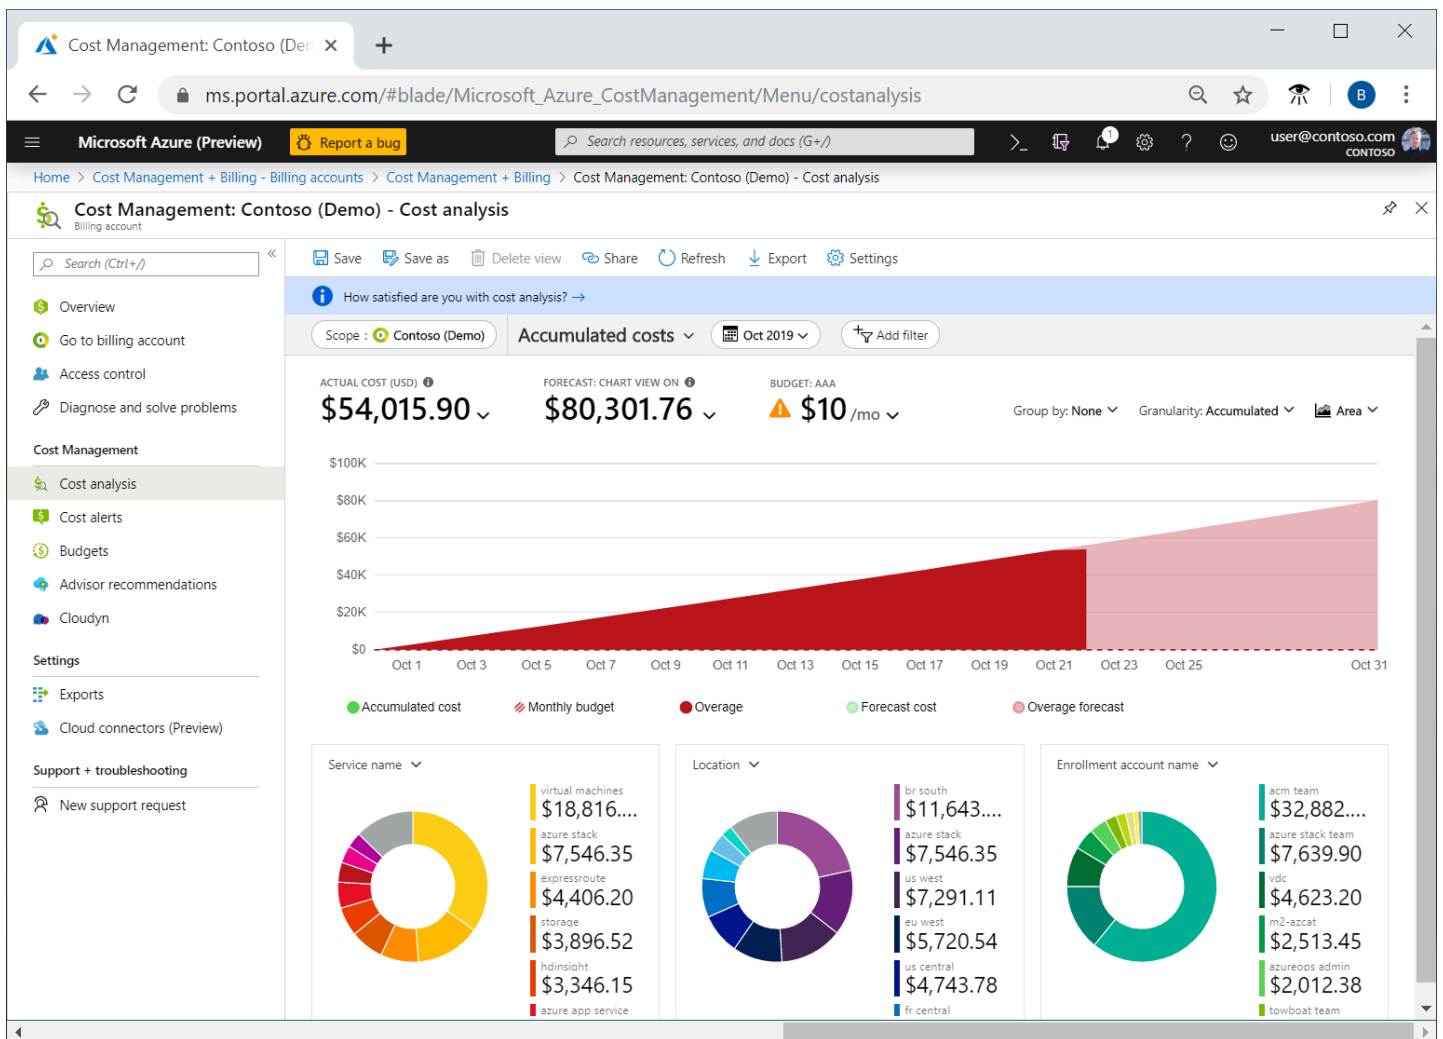 Cost Management: Contoso (Den
ms.portal.azure.com/#blade/Microsoft_Azure_CostManagement/Menu/costanalysis
B
Microsoft Azure (Preview)
Report a bug
Search resources, services, and docs (G+/)
1
user@contoso.com
CONTOSO
Home > Cost Management + Billing - Billing accounts > Cost Management + Billing > Cost Management: Contoso (Demo) - Cost analysis
Cost Management: Contoso (Demo) - Cost analysis
Billing account
Search (Ctrl+/)
Overview
Go to billing account
Access control
Diagnose and solve problems
Cost Management
Cost analysis
Cost alerts
Budgets
Advisor recommendations
Cloudyn
Settings
Exports
Cloud connectors (Preview)
Support + troubleshooting
New support request
Save Save as Delete view Share Refresh Export Settings
How satisfied are you with cost analysis? →
Scope : Contoso (Demo) Accumulated costs Oct 2019 Add filter
ACTUAL COST (USD) FORECAST: CHART VIEW ON BUDGET: AAA
$54,015.90 $80,301.76 $10 /mo
Group by: None Granularity: Accumulated Area
$100K
$80K
$60K
$40K
$20K
$0
Oct 1 Oct 3 Oct 5 Oct 7 Oct 9 Oct 11 Oct 13 Oct 15 Oct 17 Oct 19 Oct 21 Oct 23 Oct 25 Oct 31
Accumulated cost Monthly budget Overage Forecast cost Overage forecast
Service name
virtual machines
$18,816....
azure stack
$7,546.35
expressroute
$4,406.20
storage
$3,896.52
hdinsight
$3,346.15
azure app service
Location
br south
$11,643....
azure stack
$7,546.35
us west
$7,291.11
eu west
$5,720.54
us central
$4,743.78
fr central
Enrollment account name
acm team
$32,882....
azure stack team
$7,639.90
vdc
$4,623.20
m2-azcat
$2,513.45
azureops admin
$2,012.38
towboat team